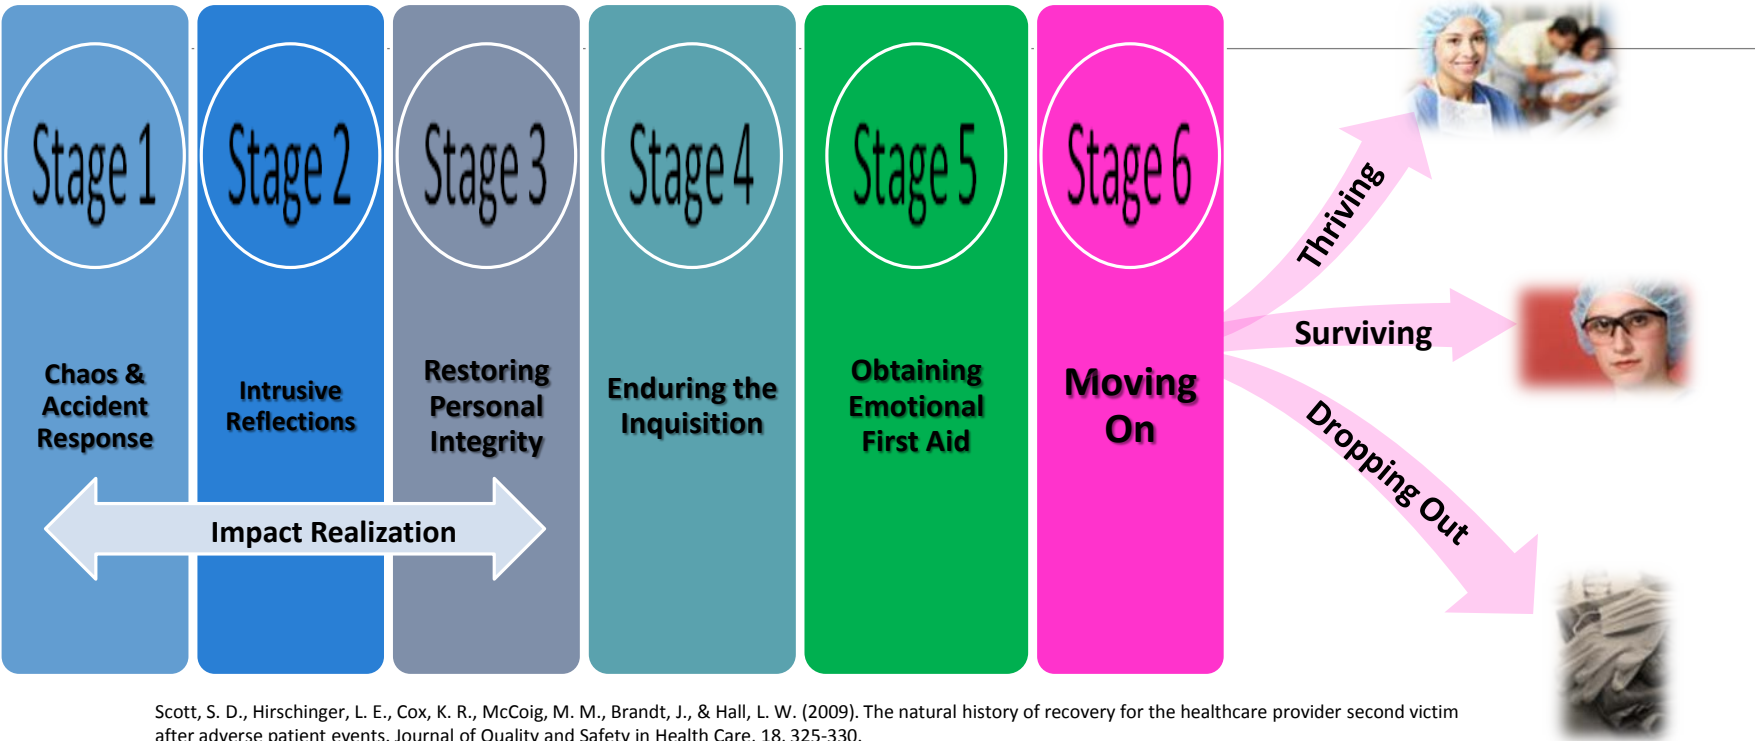 Stage 1
Stage 2
Stage 3
Stage 4
Stage 5
Stage 6
Chaos &
Accident
Response
Intrusive
Reflections
Restoring
Personal
Integrity
Enduring the
Inquisition
Obtaining
Emotional
First Aid
Moving
On
Impact Realization
Thriving
Surviving
Dropping Out
Scott, S. D., Hirschinger, L. E., Cox, K. R., McCoig, M. M., Brandt, J., & Hall, L. W. (2009). The natural history of recovery for the healthcare provider second victim
after adverse patient events. Journal of Quality and Safety in Health Care, 18, 325-330.